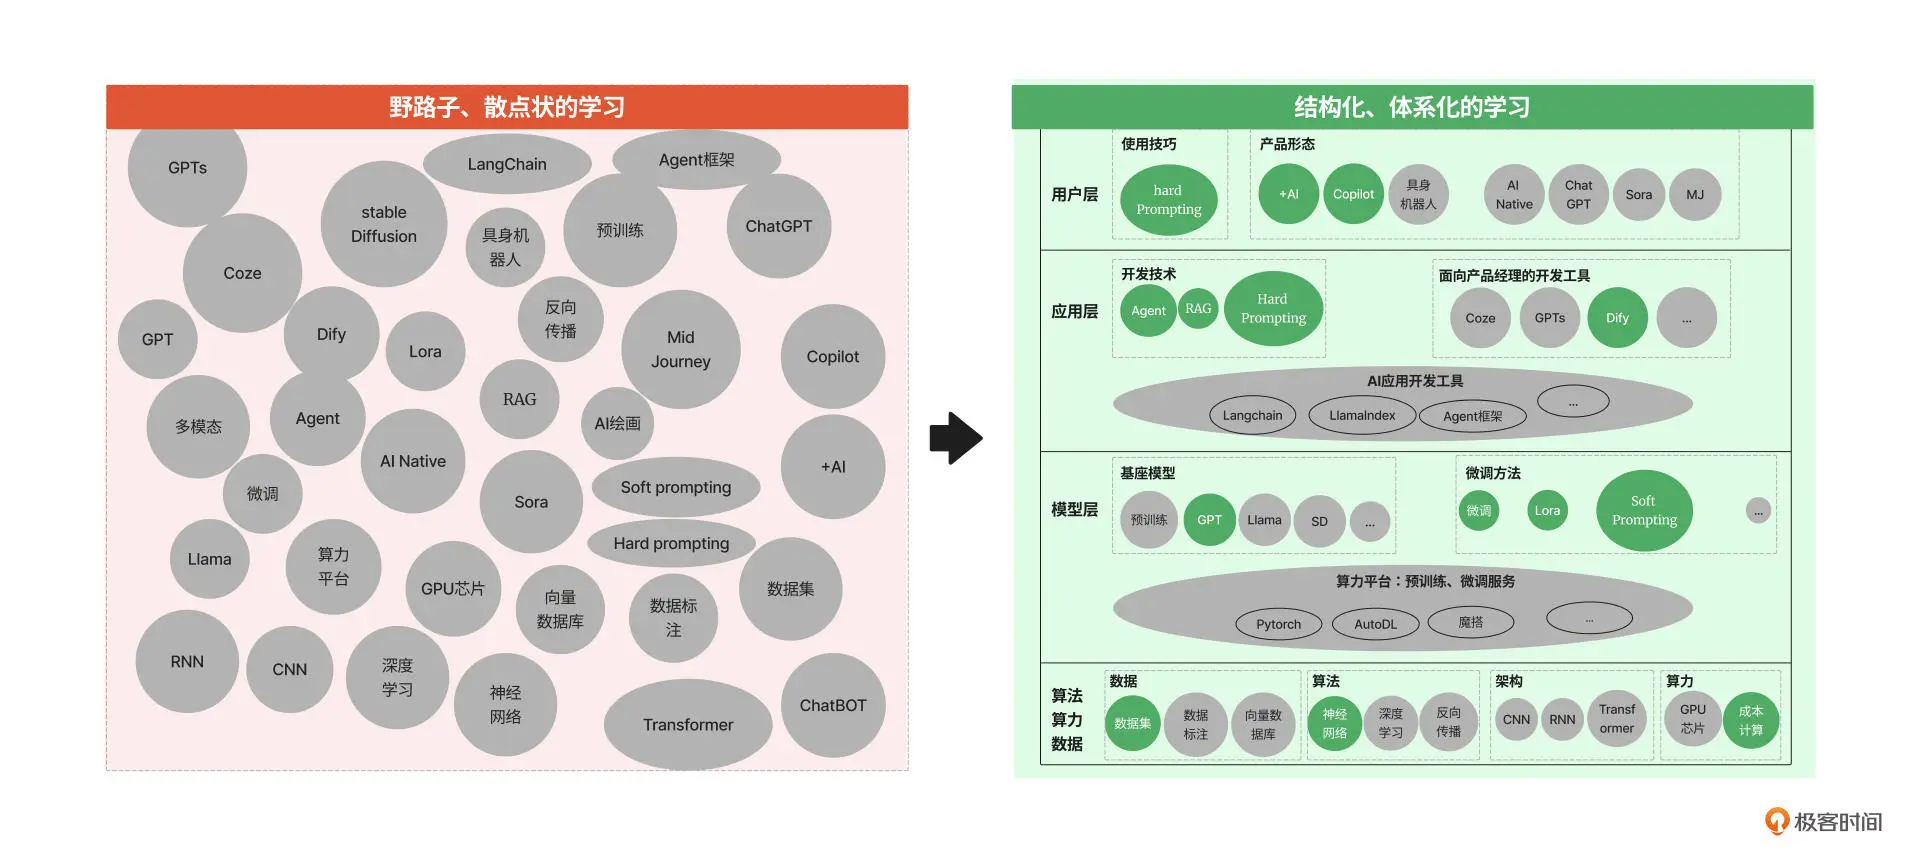 野路子、散点状的学习
GPTs
LangChain
Agent框架
stable
Diffusion
具身机
器人
预训练
ChatGPT
Coze
反向
传播
GPT
Dify
Lora
Mid
Journey
Copilot
RAG
多模态
Agent
AI绘画
AI Native
+AI
微调
Sora
Soft prompting
Hard prompting
Llama
算力
平台
GPU芯片
向量
数据库
数据标
注
数据集
RNN
CNN
深度
学习
神经
网络
Transformer
ChatBOT
结构化、体系化的学习
用户层
使用技巧
hard
Prompting
产品形态
+AI
Copilot
具身
机器人
AI
Native
Chat
GPT
Sora
MJ
应用层
开发技术
Agent
RAG
Hard
Prompting
面向产品经理的开发工具
Coze
GPTs
Dify
...
AI应用开发工具
Langchain
LlamaIndex
Agent框架
...
模型层
基座模型
预训练
GPT
Llama
SD
...
微调方法
微调
Lora
Soft
Prompting
...
算力平台：预训练、微调服务
Pytorch
AutoDL
魔搭
...
算法
算力
数据
数据
数据集
数据
标注
向量数
据库
算法
神经
网络
深度
学习
反向
传播
架构
CNN
RNN
Transf
ormer
算力
GPU
芯片
成本
计算
极客时间